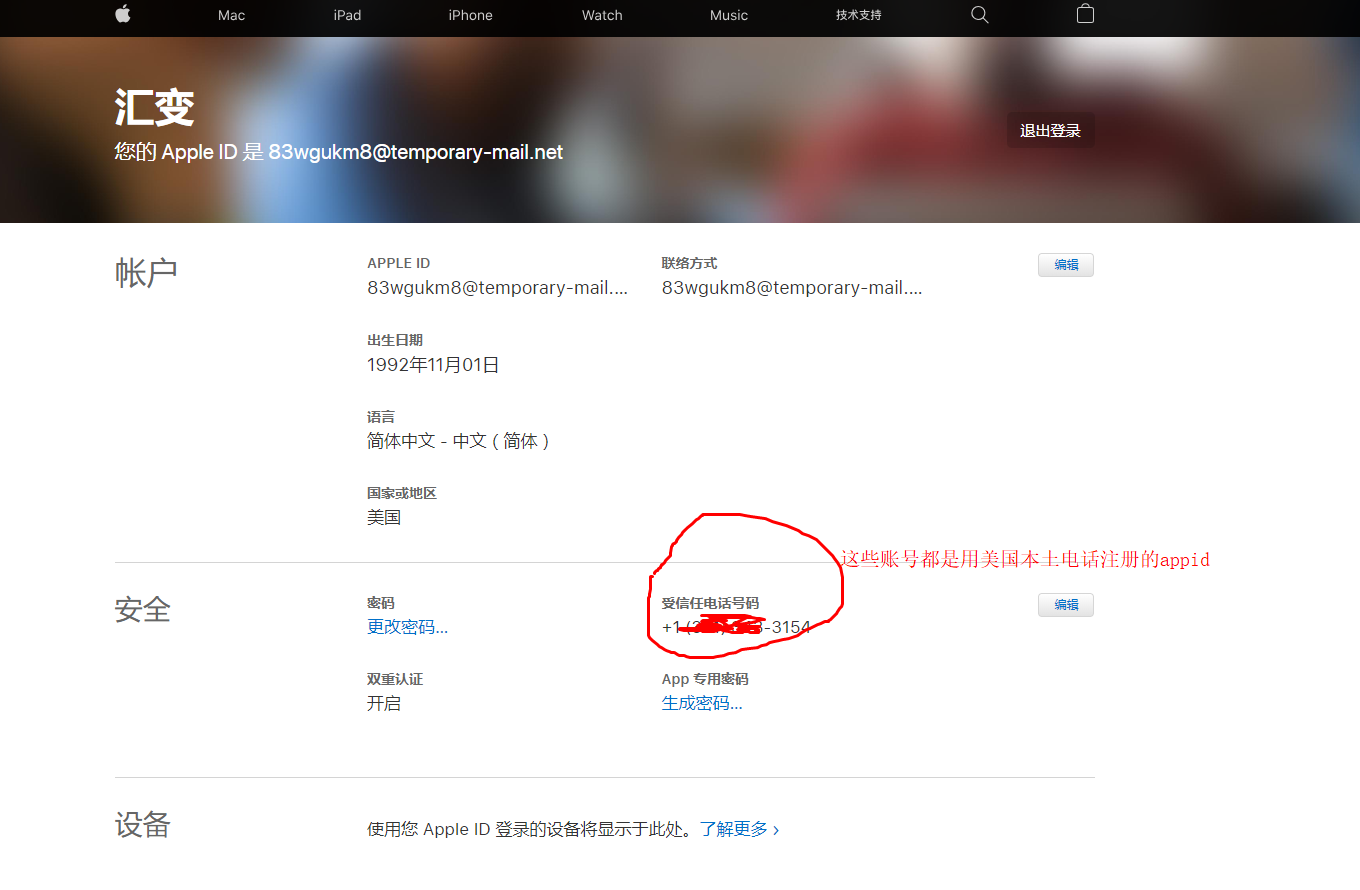 Mac iPad iPhone Watch Music 技术支持
汇变
您的 Apple ID 是 83wgukm8@temporary-mail.net
退出登录
帐户
APPLE ID
83wgukm8@temporary-mail....
联络方式
83wgukm8@temporary-mail....
编辑
出生日期
1992年11月01日
语言
简体中文 - 中文 ( 简体 )
国家或地区
美国
这些账号都是用美国本土电话注册的appid
安全
密码
更改密码...
受信任电话号码
+1 -3154
编辑
双重认证
开启
App 专用密码
生成密码...
设备
使用您 Apple ID 登录的设备将显示于此处。了解更多 ›